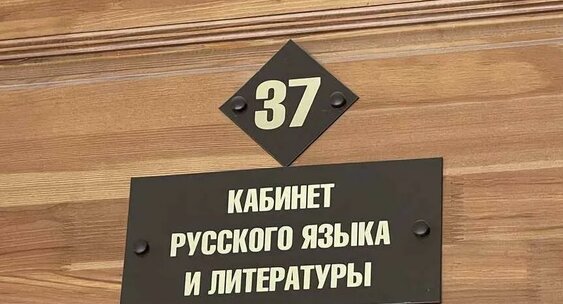 37
КАБИНЕТ
РУССКОГО ЯЗЫКА
И ЛИТЕРАТУРЫ